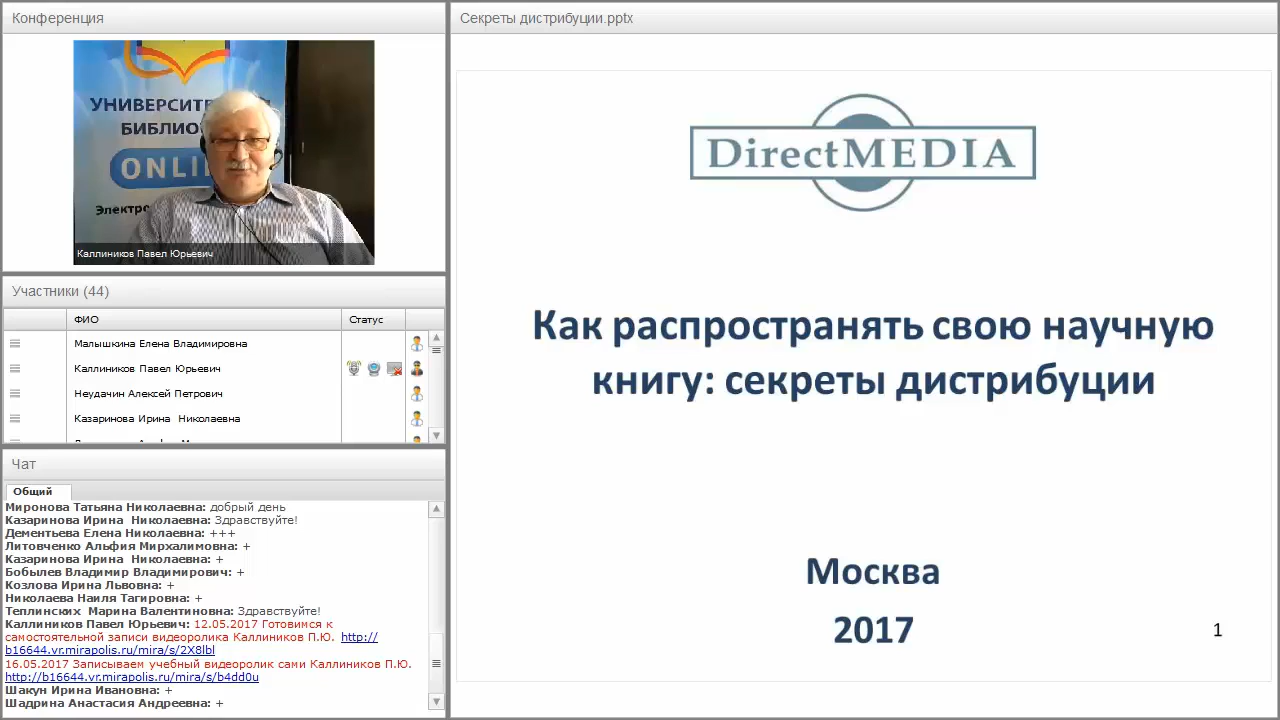 Конференция
УНИВЕРСИТ
БИБЛИО
ONLI
Электро
Каллиников Павел Юрьевич
Участники (44)
ФИО Статус
Малышкина Елена Владимировна
Каллиников Павел Юрьевич
Неудачин Алексей Петрович
Казаринова Ирина Николаевна
Чат
Общий
Миронова Татьяна Николаевна: добрый день
Казаринова Ирина Николаевна: Здравствуйте!
Дементьева Елена Николаевна: +++
Литовченко Альфия Мирхалимовна: +
Казаринова Ирина Николаевна: +
Бобылев Владимир Владимирович: +
Козлова Ирина Львовна: +
Николаева Наиля Тагировна: +
Теплинских Марина Валентиновна: Здравствуйте!
Каллиников Павел Юрьевич: 12.05.2017 Готовимся к
самостоятельной записи видеоролика Каллиников П.Ю. http://
b16644.vr.mirapolis.ru/mira/s/2X8lbl
16.05.2017 Записываем учебный видеоролик сами Каллиников П.Ю.
http://b16644.vr.mirapolis.ru/mira/s/b4dd0u
Шакун Ирина Ивановна: +
Шадрина Анастасия Андреевна: +
Секреты дистрибуции.pptx
DirectMEDIA
Как распространять свою научную
книгу: секреты дистрибуции
Москва
2017
1